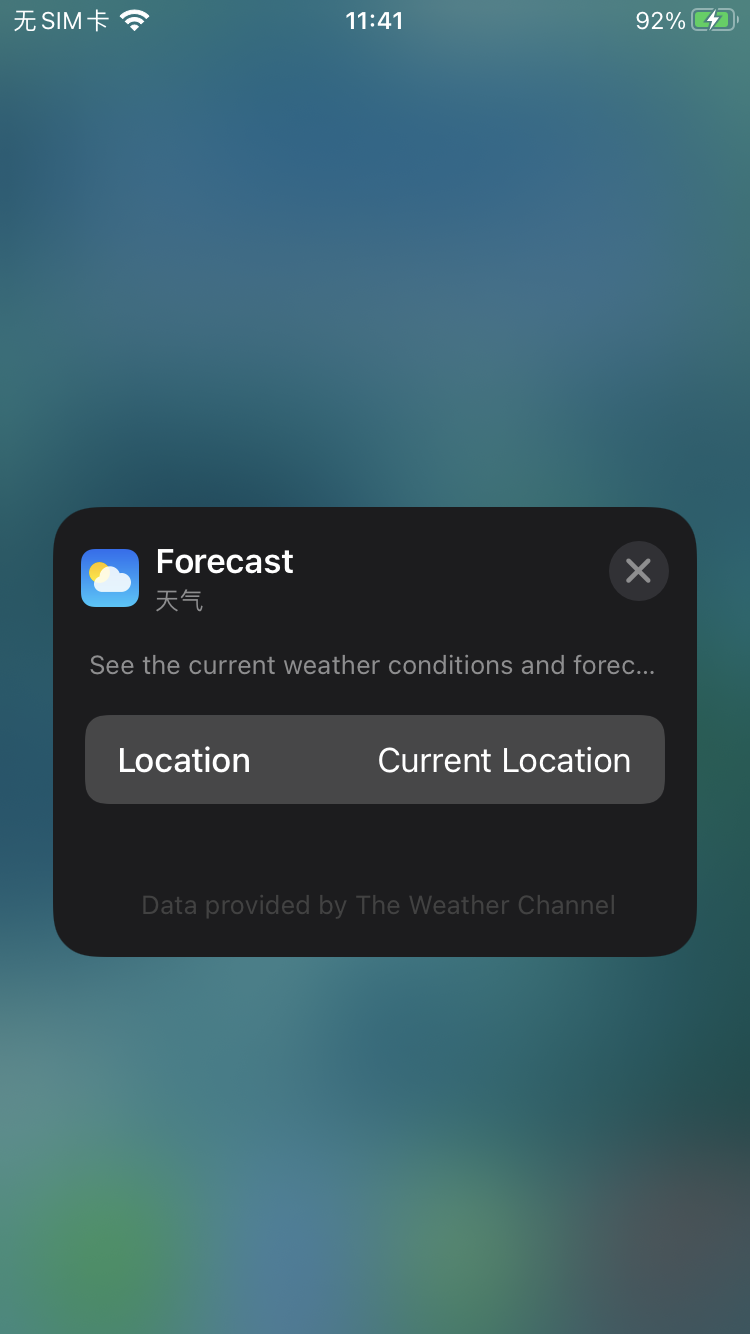 无SIM卡 11:41 92%
Forecast
天气
See the current weather conditions and forec...
Location Current Location
Data provided by The Weather Channel